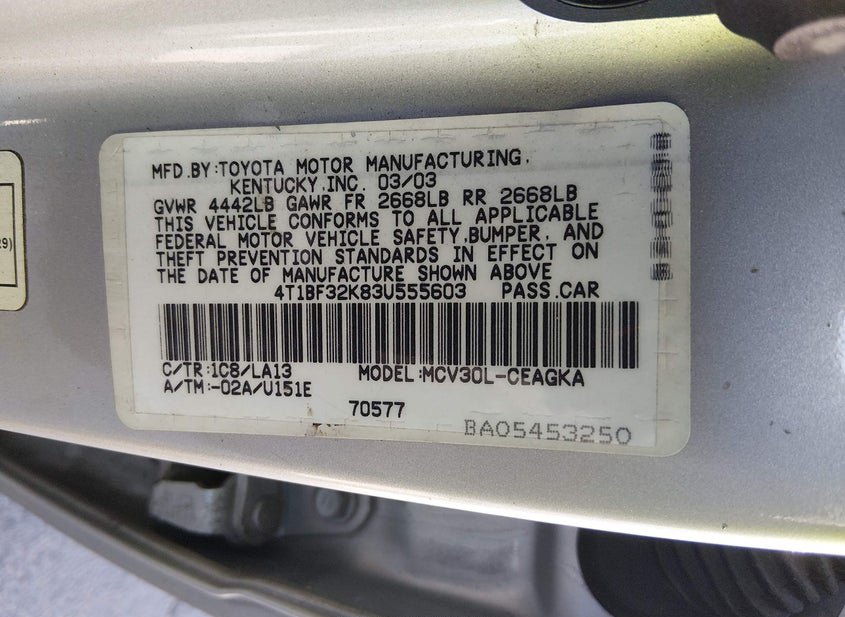 29)
MFD.BY:TOYOTA MOTOR MANUFACTURING,
KENTUCKY,INC. 03/03
GVWR 4442LB GAWR FR 2668LB RR 2668LB
THIS VEHICLE CONFORMS TO ALL APPLICABLE
FEDERAL MOTOR VEHICLE SAFETY,BUMPER, AND
THEFT PREVENTION STANDARDS IN EFFECT ON
THE DATE OF MANUFACTURE SHOWN ABOVE
4T1BF32K83U555603 PASS.CAR
C/TR:1C8/LA13 MODEL:MCV30L-CEAGKA
A/TM:-02A/U151E
70577
BA05453250